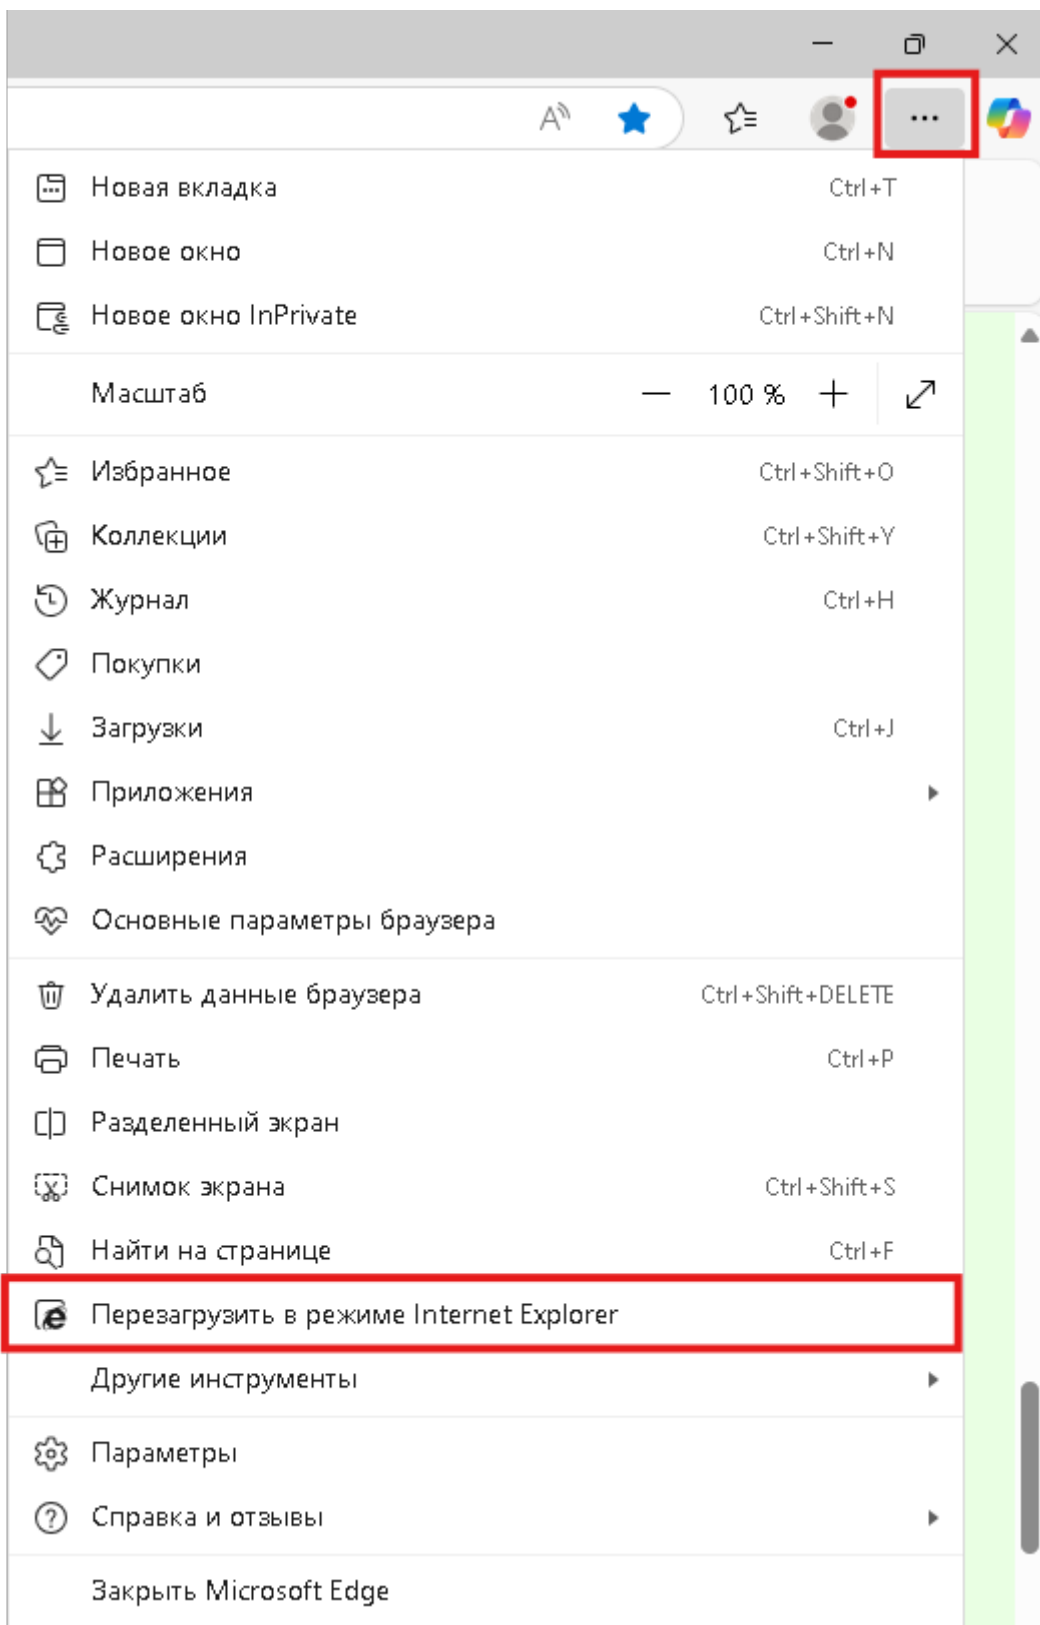 Новая вкладка Ctrl+T
Новое окно Ctrl+N
Новое окно InPrivate Ctrl+Shift+N
Масштаб — 100 % +
Избранное Ctrl+Shift+O
Коллекции Ctrl+Shift+Y
Журнал Ctrl+H
Покупки
Загрузки Ctrl+J
Приложения
Расширения
Основные параметры браузера
Удалить данные браузера Ctrl+Shift+DELETE
Печать Ctrl+P
Разделенный экран
Снимок экрана Ctrl+Shift+S
Найти на странице Ctrl+F
Перезагрузить в режиме Internet Explorer
Другие инструменты
Параметры
Справка и отзывы
Закрыть Microsoft Edge